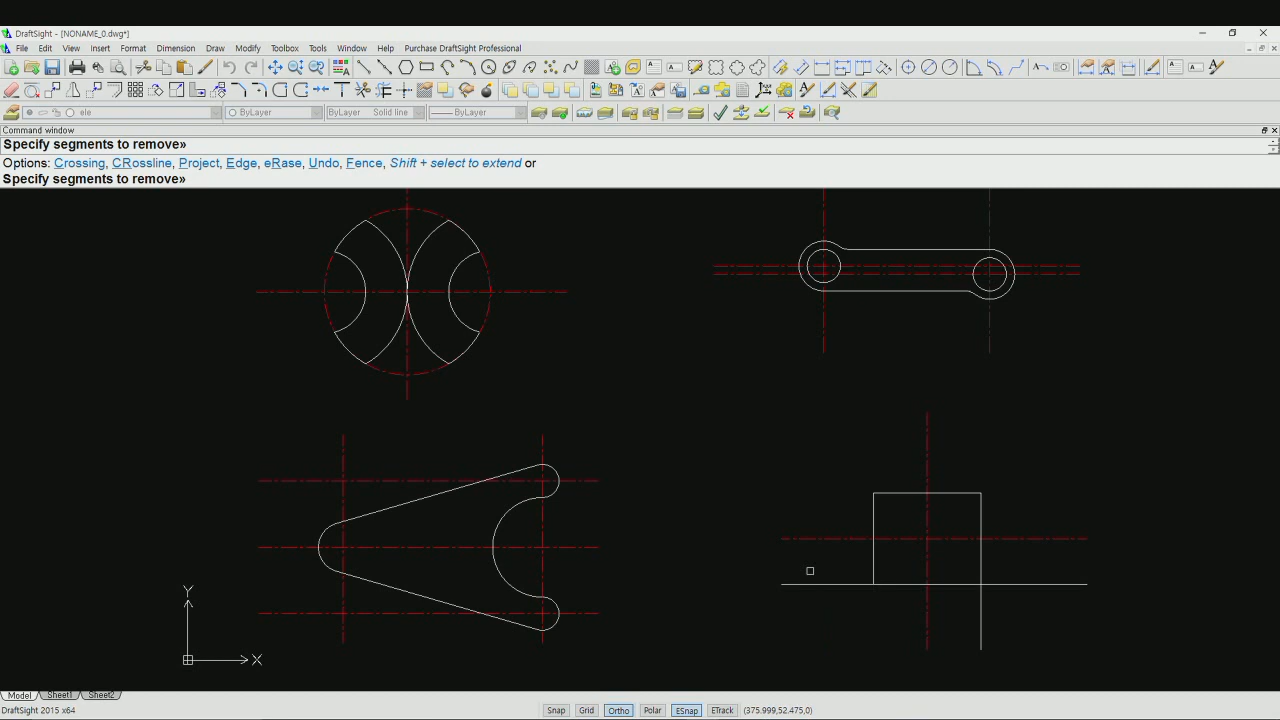 DraftSight - [NONAME_0.dwg*]
File Edit View Insert Format Dimension Draw Modify Toolbox Tools Window Help Purchase DraftSight Professional
ele ByLayer ByLayer Solid line ByLayer
Command window
Specify segments to remove»
Options: Crossing, CRossline, Project, Edge, eRase, Undo, Fence, Shift + select to extend or
Specify segments to remove»
Y
X
Model Sheet1 Sheet2
DraftSight 2015 x64 Snap Grid Ortho Polar ESnap ETrack (375.999,52.475,0)